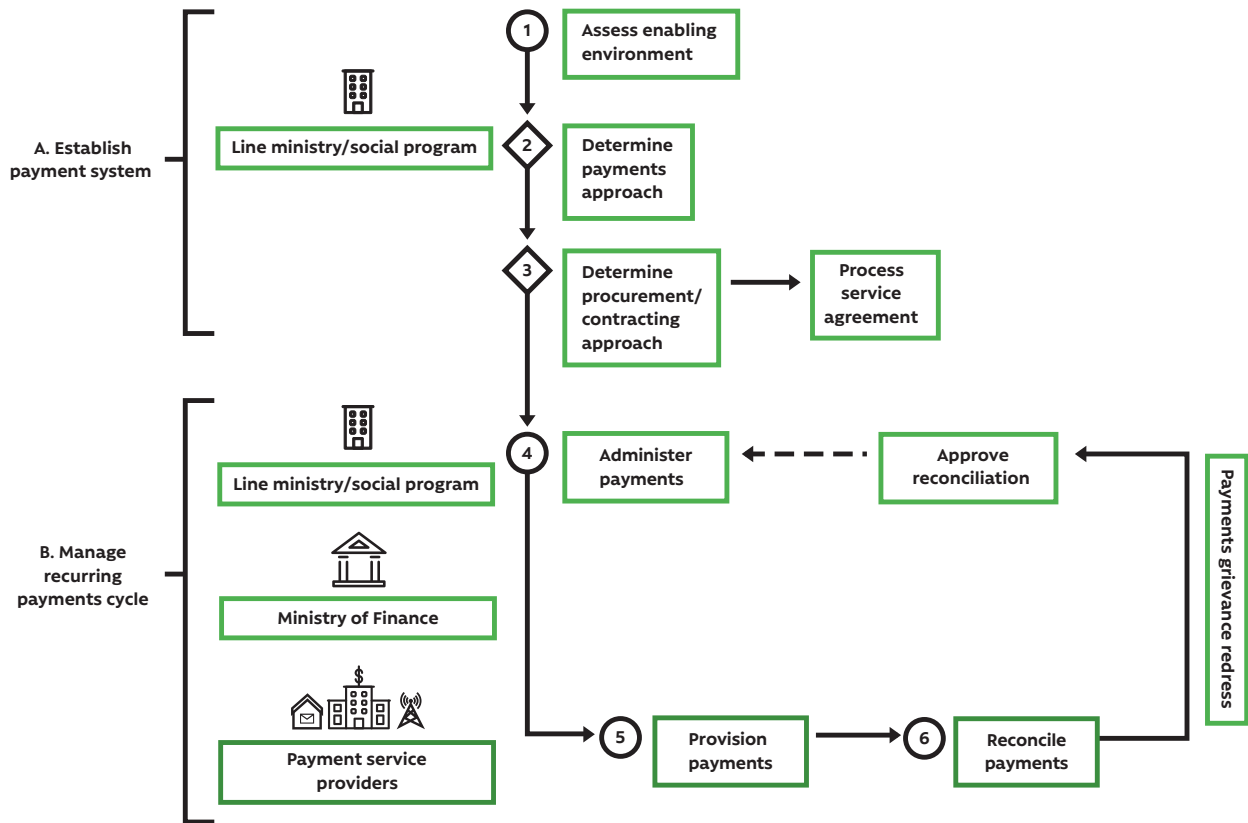 1
Assess enabling
environment
A. Establish
payment system
Line ministry/social program
2
Determine
payments
approach
3
Determine
procurement/
contracting
approach
Process
service
agreement
B. Manage
recurring
payments cycle
Line ministry/social program
4
Administer
payments
Approve
reconciliation
Payments grievance redress
Ministry of Finance
$
Payment service
providers
5
Provision
payments
6
Reconcile
payments